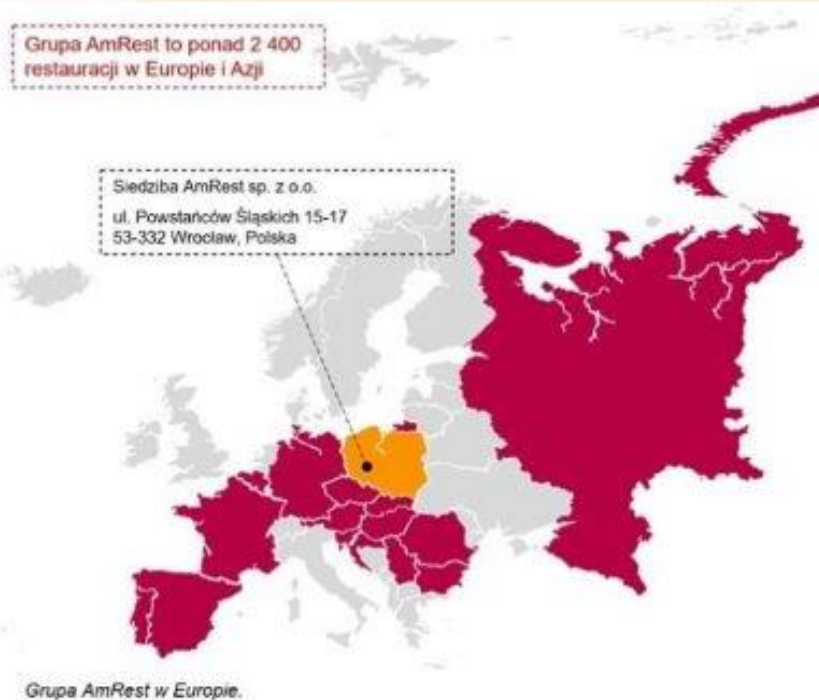 Grupa AmRest to ponad 2 400
restauracji w Europie i Azji
Siedziba AmRest sp. z o.o.
ul. Powstańców Śląskich 15-17
53-332 Wrocław, Polska
Grupa AmRest w Europie.